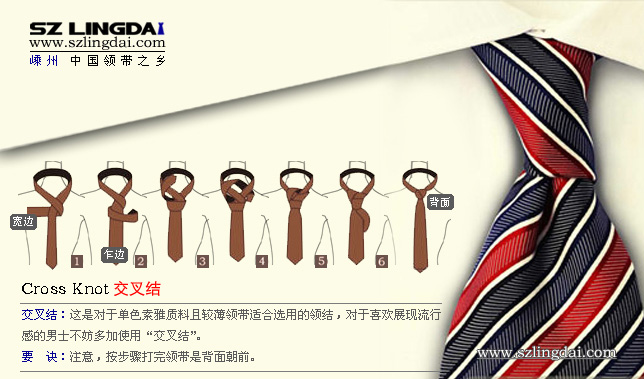 SZ LINGDAI
www.szlingdai.com
嵊州 中国领带之乡
宽边
窄边
背面
1 2 3 4 5 6
Cross Knot 交叉结
交叉结：这是对于单色素雅质料且较薄领带适合选用的领结，对于喜欢展现流行
感的男士不妨多加使用“交叉结”。
要 诀：注意，按步骤打完领带是背面朝前。
www.szlingdai.com